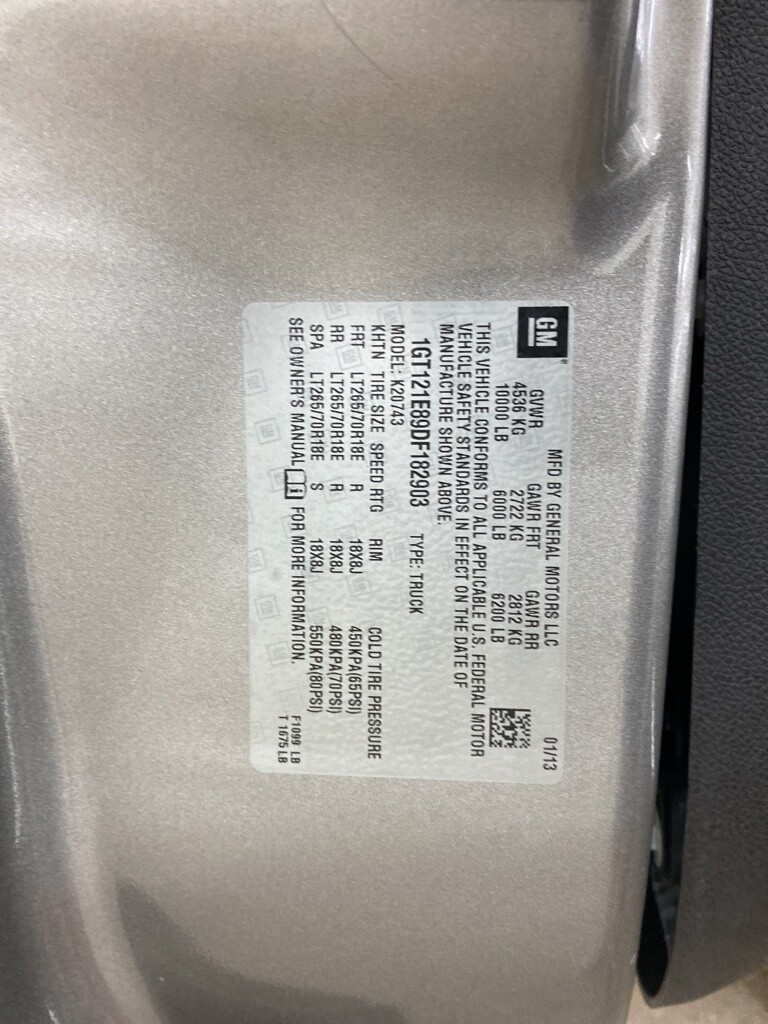 GM
MFD BY GENERAL MOTORS LLC 01/13
GVWR GAWR FRT GAWR RR
4536 KG 2722 KG 2812 KG
10000 LB 6000 LB 6200 LB
THIS VEHICLE CONFORMS TO ALL APPLICABLE U.S. FEDERAL MOTOR
VEHICLE SAFETY STANDARDS IN EFFECT ON THE DATE OF
MANUFACTURE SHOWN ABOVE.
1GT121E89DF182903 TYPE: TRUCK
MODEL: K20743
KHTN TIRE SIZE SPEED RTG RIM COLD TIRE PRESSURE
FRT LT265/70R18E R 18X8J 450KPA(65PSI)
RR LT265/70R18E R 18X8J 480KPA(70PSI)
SPA LT265/70R18E S 18X8J 550KPA(80PSI)
SEE OWNER'S MANUAL FOR MORE INFORMATION.
F1099 LB
T 1675 LB